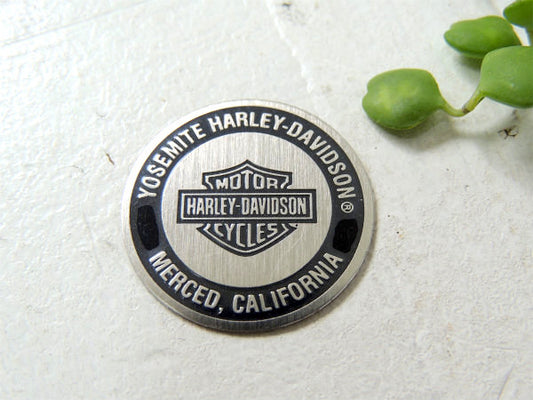 YOSEMITE HARLEY-DAVIDSON®
MOTOR
HARLEY-DAVIDSON
CYCLES
MERCED, CALIFORNIA